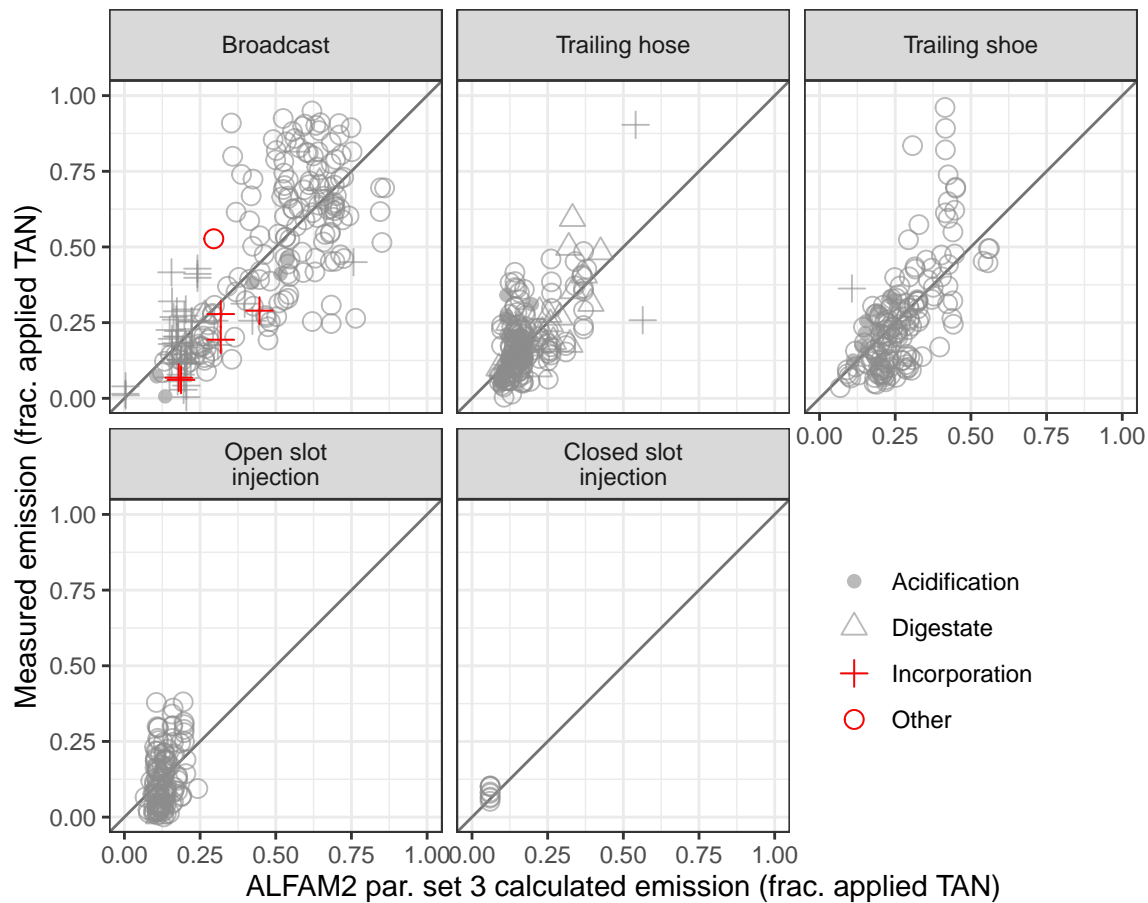 Broadcast
Trailing hose
Trailing shoe
1.00
0.75
0.50
0.25
0.00
0.00 0.25 0.50 0.75 1.00
Open slot
injection
Closed slot
injection
1.00
0.75
0.50
0.25
0.00
0.00 0.25 0.50 0.75 1.00
0.00 0.25 0.50 0.75 1.00
Measured emission (frac. applied TAN)
ALFAM2 par. set 3 calculated emission (frac. applied TAN)
Acidification
Digestate
Incorporation
Other